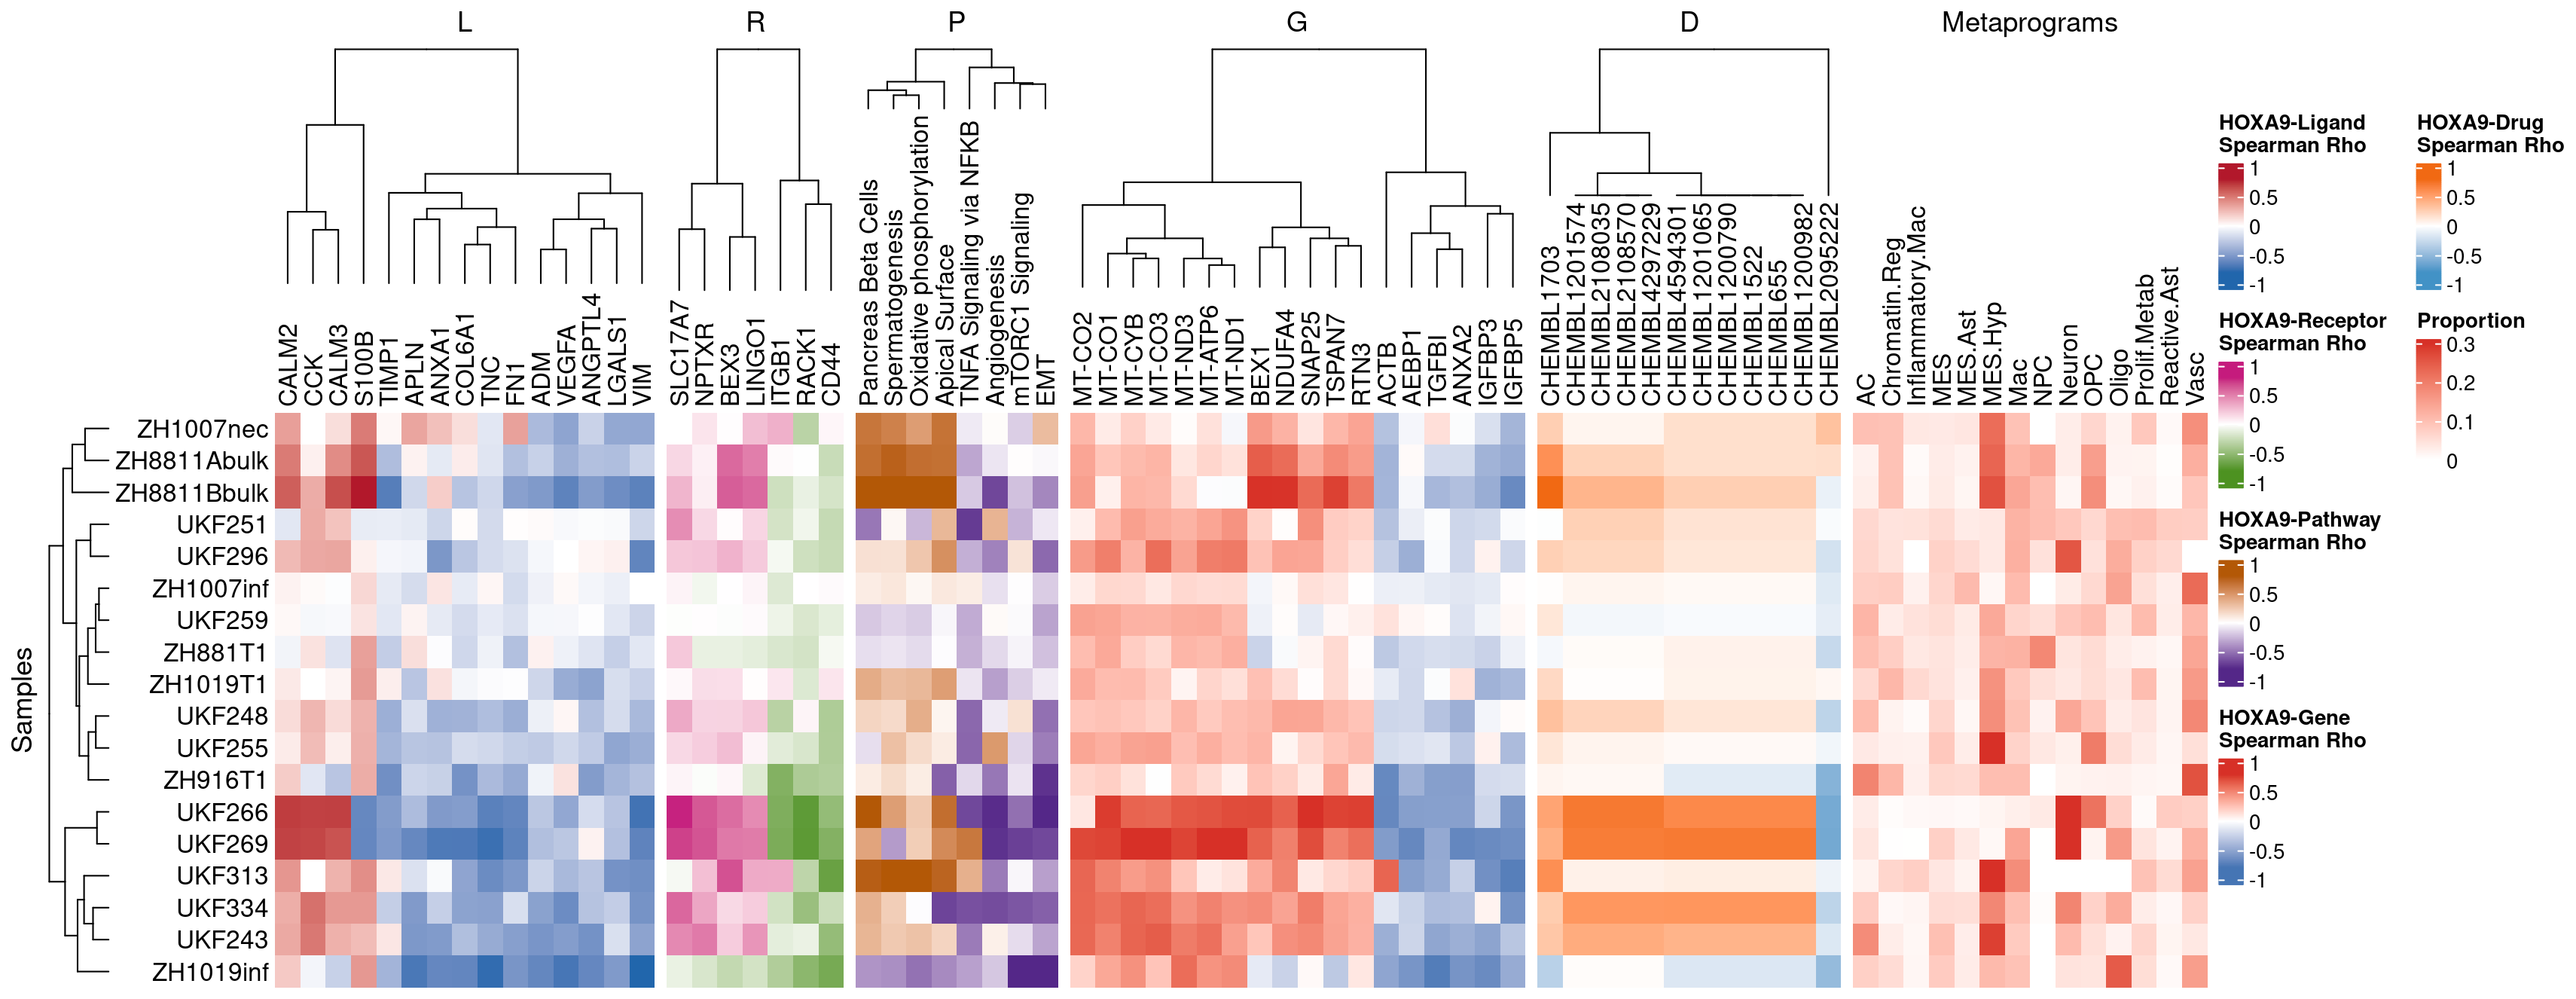 L R P G D Metaprograms
CALM2
CCK
CALM3
S100B
TIMP1
APLN
ANXA1
COL6A1
TNC
FN1
ADM
VEGFA
ANGPTL4
LGALS1
VIM
SLC17A7
NPTXR
BEX3
LINGO1
ITGB1
RACK1
CD44
Pancreas Beta Cells
Spermatogenesis
Oxidative phosphorylation
Apical Surface
TNFA Signaling via NFKB
Angiogenesis
mTORC1 Signaling
EMT
MT-CO2
MT-CO1
MT-CYB
MT-CO3
MT-ND3
MT-ATP6
MT-ND1
BEX1
NDUFA4
SNAP25
TSPAN7
RTN3
ACTB
AEBP1
TGFBI
ANXA2
IGFBP3
IGFBP5
CHEMBL1703
CHEMBL1201574
CHEMBL2108035
CHEMBL2108570
CHEMBL4297229
CHEMBL4594301
CHEMBL1201065
CHEMBL1200790
CHEMBL1522
CHEMBL655
CHEMBL1200982
CHEMBL2095222
AC
Chromatin.Reg
Inflammatory.Mac
MES
MES.Ast
MES.Hyp
Mac
NPC
Neuron
OPC
Oligo
Prolif.Metab
Reactive.Ast
Vasc
Samples
ZH1007nec
ZH8811Abulk
ZH8811Bbulk
UKF251
UKF296
ZH1007inf
UKF259
ZH881T1
ZH1019T1
UKF248
UKF255
ZH916T1
UKF266
UKF269
UKF313
UKF334
UKF243
ZH1019inf
HOXA9-Ligand
Spearman Rho
1
0.5
0
-0.5
-1
HOXA9-Receptor
Spearman Rho
1
0.5
0
-0.5
-1
HOXA9-Pathway
Spearman Rho
1
0.5
0
-0.5
-1
HOXA9-Gene
Spearman Rho
1
0.5
0
-0.5
-1
HOXA9-Drug
Spearman Rho
1
0.5
0
-0.5
-1
Proportion
0.3
0.2
0.1
0